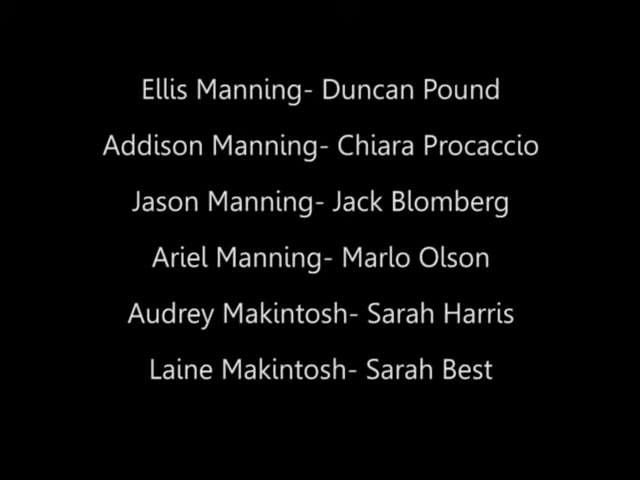 Ellis Manning- Duncan Pound
Addison Manning- Chiara Procaccio
Jason Manning- Jack Blomberg
Ariel Manning- Marlo Olson
Audrey Makintosh- Sarah Harris
Laine Makintosh- Sarah Best